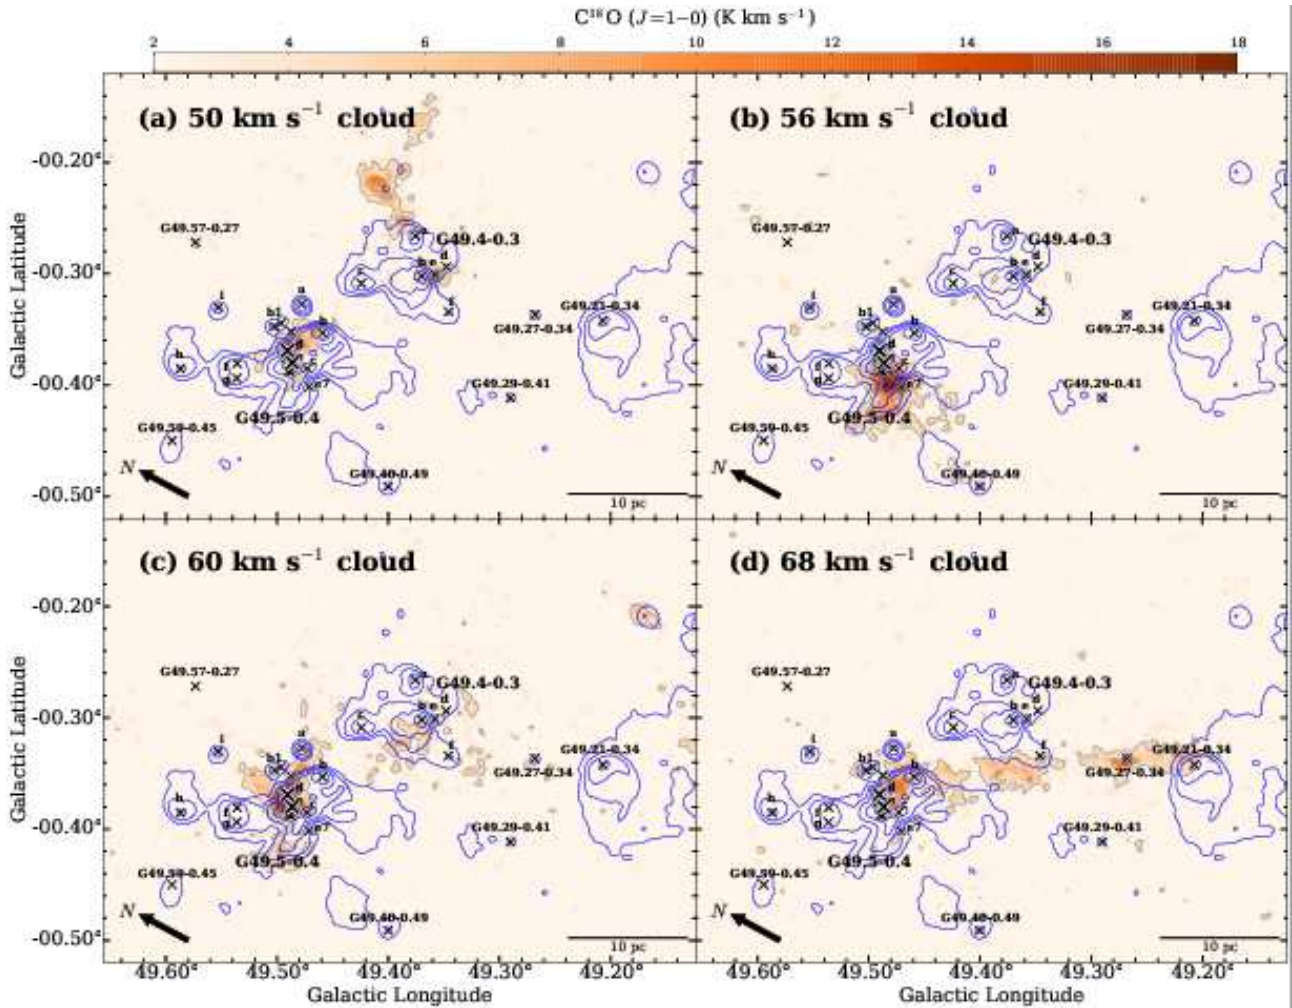 C¹⁸O (J=1−0) (K km s⁻¹)
2 4 6 8 10 12 14 16 18
(a) 50 km s⁻¹ cloud
(b) 56 km s⁻¹ cloud
-00.20°
-00.30°
-00.40°
-00.50°
Galactic Latitude
G49.57-0.27
G49.4-0.3
d
f
i
a
b1
b
h
d
e7
f
g
G49.21-0.34
G49.27-0.34
G49.29-0.41
G49.5-0.4
G49.59-0.45
G49.40-0.49
N
10 pc
G49.57-0.27
G49.4-0.3
d
f
i
a
b1
b
h
d
e7
f
g
G49.21-0.34
G49.27-0.34
G49.29-0.41
G49.5-0.4
G49.59-0.45
G49.40-0.49
N
10 pc
(c) 60 km s⁻¹ cloud
(d) 68 km s⁻¹ cloud
-00.20°
-00.30°
-00.40°
-00.50°
Galactic Latitude
G49.57-0.27
G49.4-0.3
b e
d
f
i
a
b1
b
h
d
e7
f
g
G49.21-0.34
G49.27-0.34
G49.29-0.41
G49.5-0.4
G49.59-0.45
G49.40-0.49
N
10 pc
G49.57-0.27
G49.4-0.3
b e
d
f
i
a
b1
b
h
d
e7
f
g
G49.21-0.34
G49.27-0.34
G49.29-0.41
G49.5-0.4
G49.59-0.45
G49.40-0.49
N
10 pc
49.60° 49.50° 49.40° 49.30° 49.20°
Galactic Longitude
49.60° 49.50° 49.40° 49.30° 49.20°
Galactic Longitude